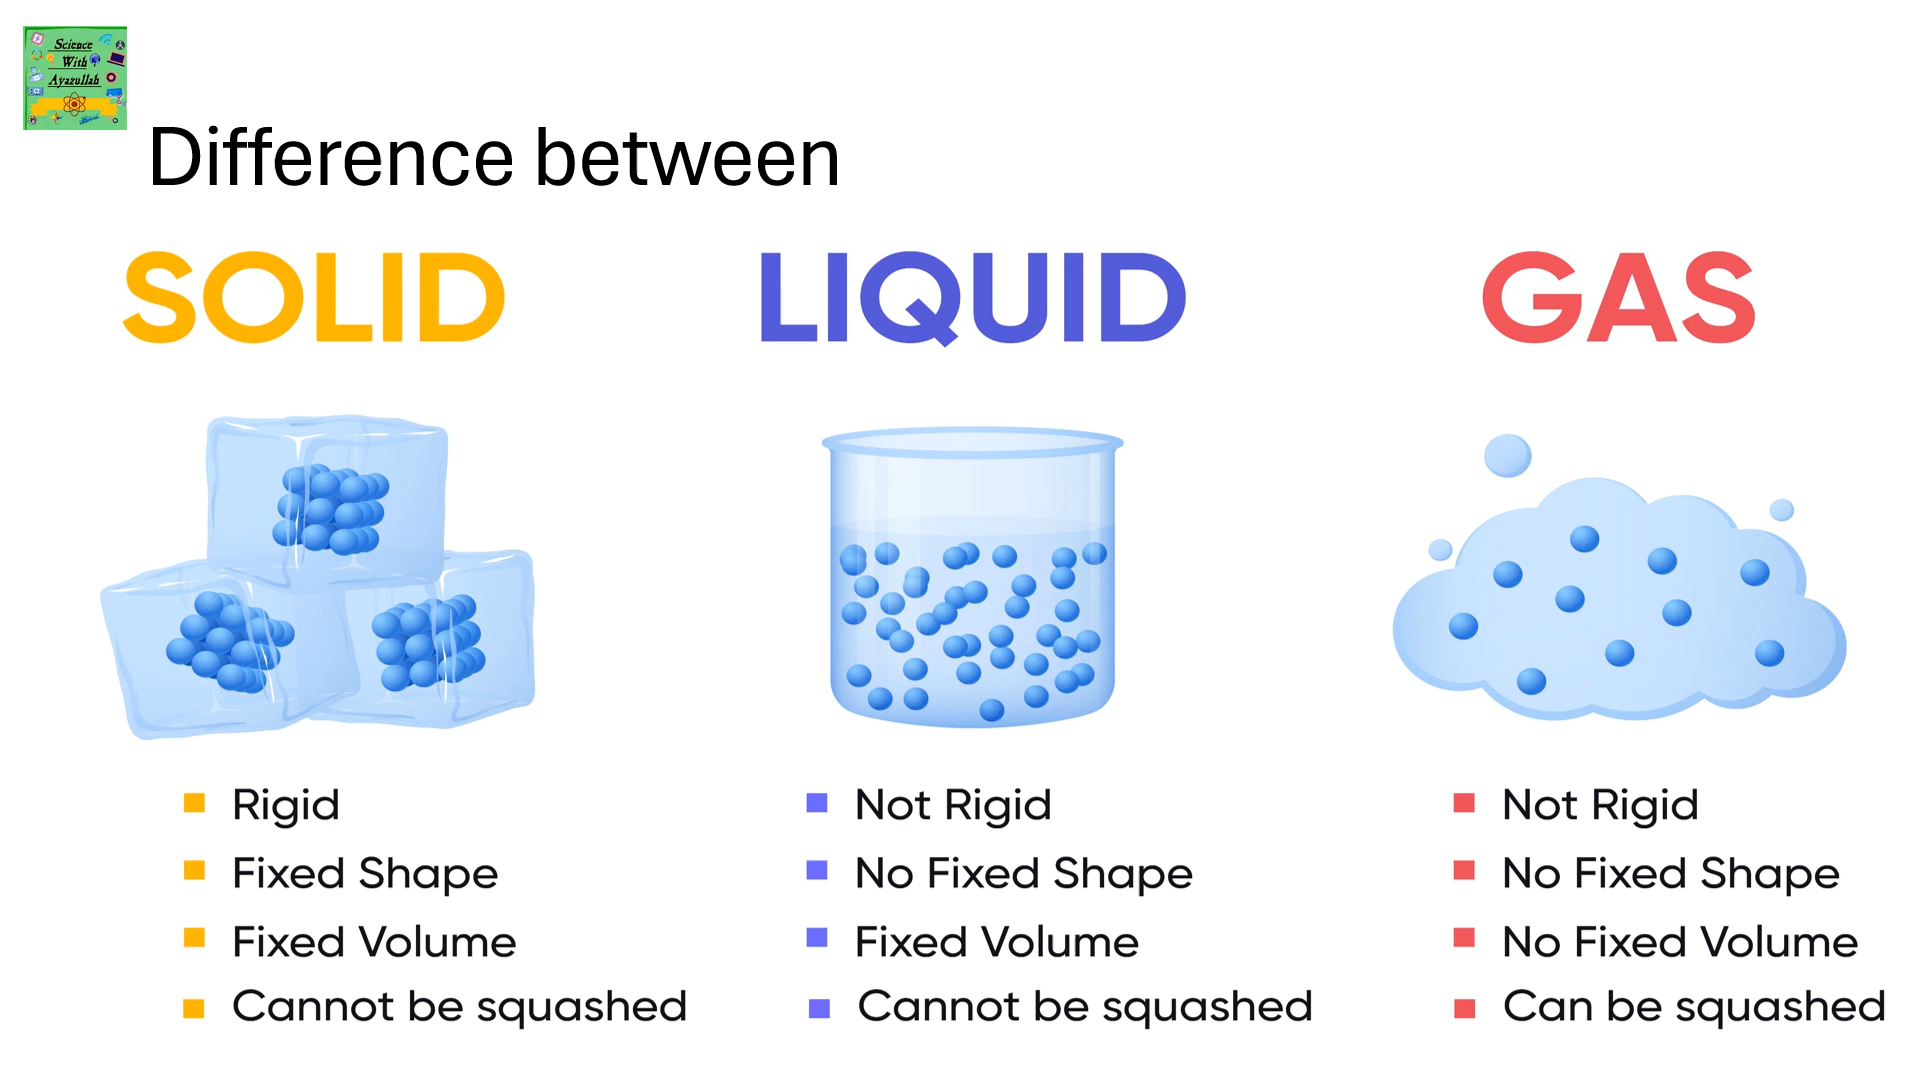 Science
With
Ayazullah
Difference between
SOLID
LIQUID
GAS
Rigid
Fixed Shape
Fixed Volume
Cannot be squashed
Not Rigid
No Fixed Shape
Fixed Volume
Cannot be squashed
Not Rigid
No Fixed Shape
No Fixed Volume
Can be squashed